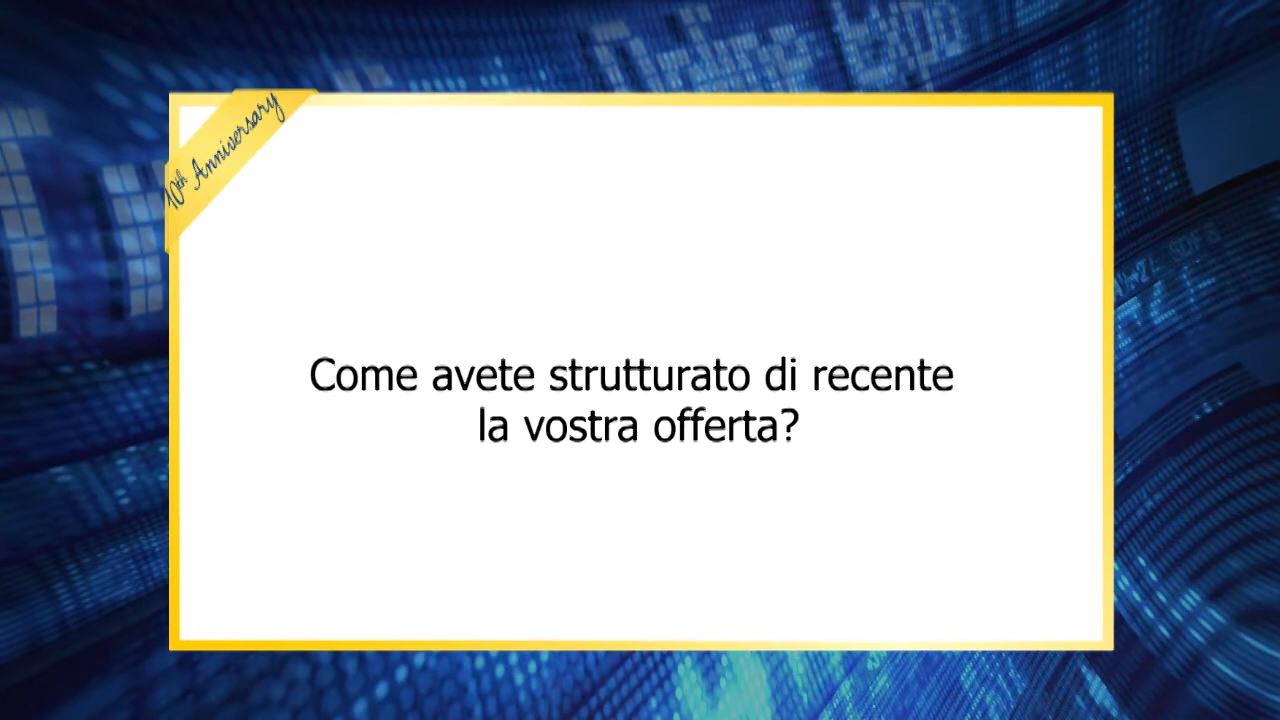 10th Anniversary
Come avete strutturato di recente
la vostra offerta?